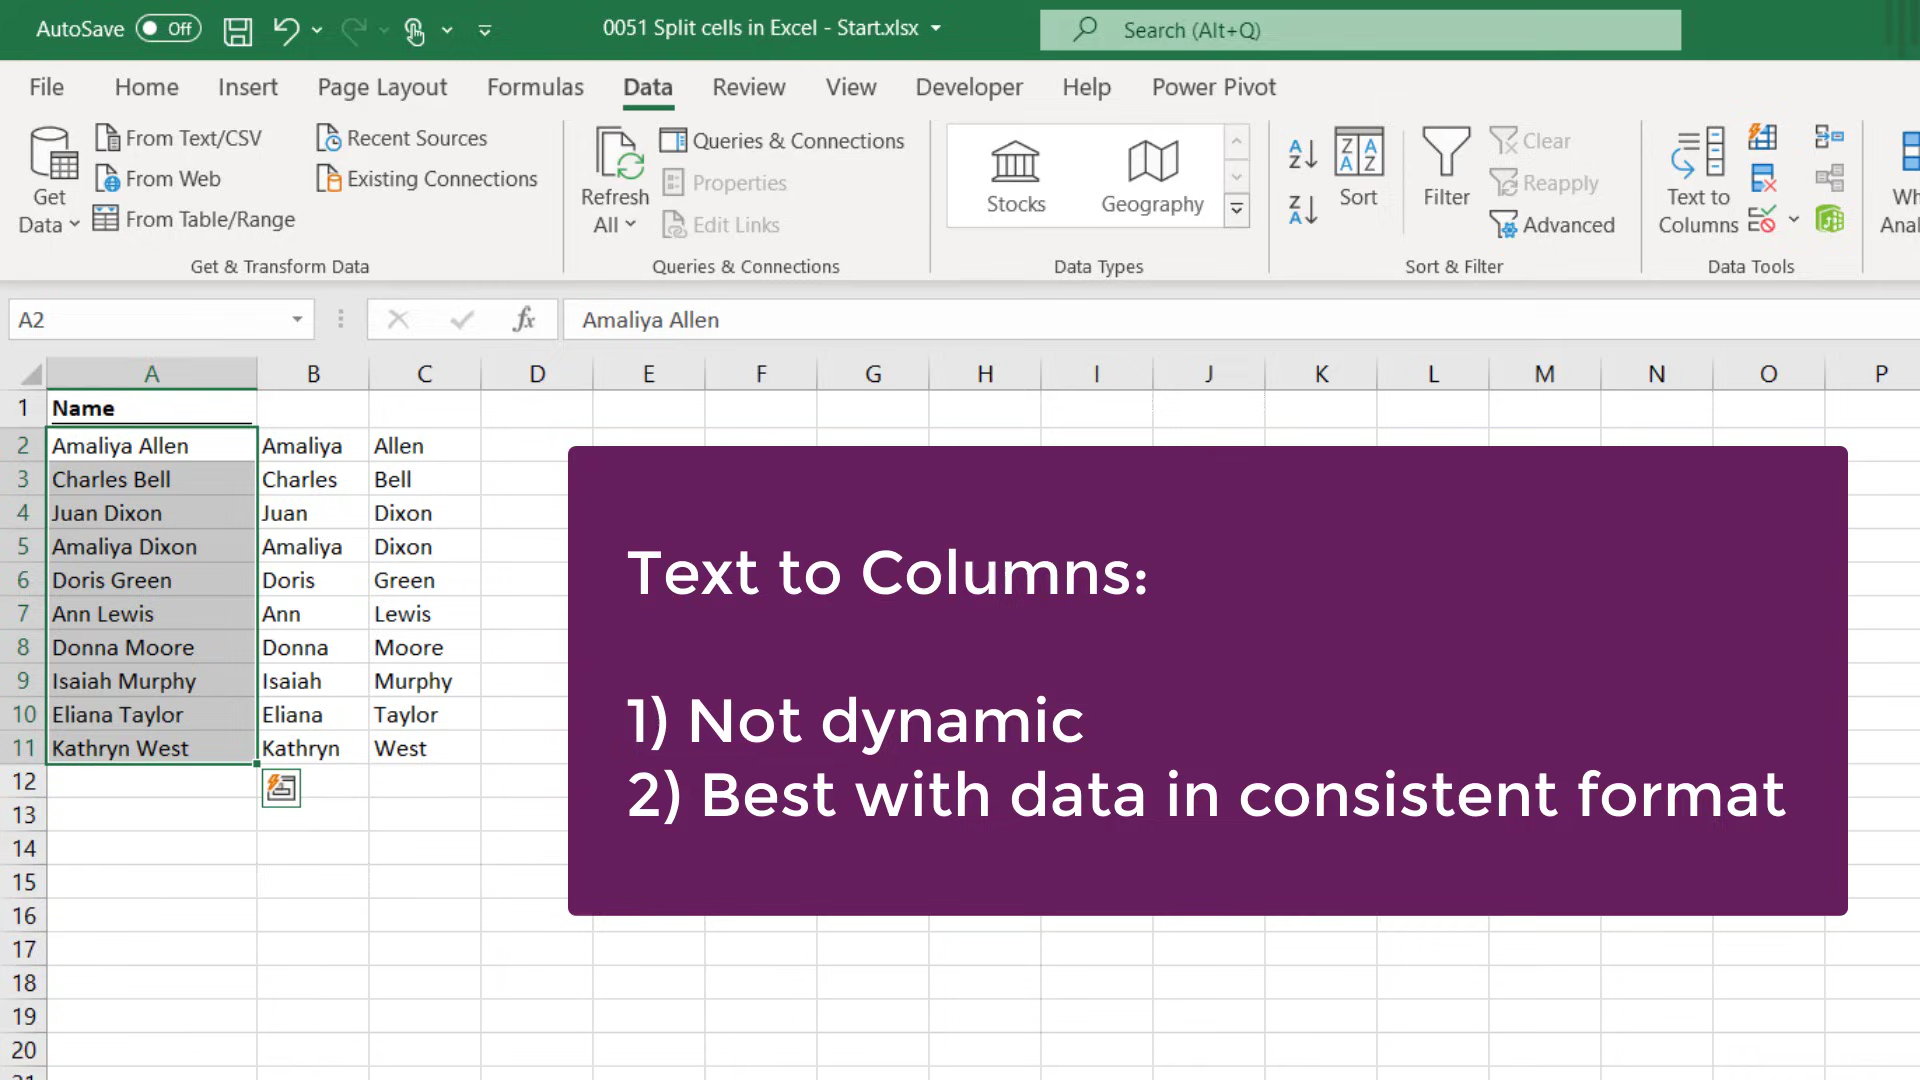 AutoSave Off 0051 Split cells in Excel - Start.xlsx Search (Alt+Q)
File Home Insert Page Layout Formulas Data Review View Developer Help Power Pivot
Get Data
From Text/CSV
From Web
From Table/Range
Recent Sources
Existing Connections
Get & Transform Data
Refresh All
Queries & Connections
Properties
Edit Links
Queries & Connections
Stocks
Geography
Data Types
Sort
Filter
Clear
Reapply
Advanced
Sort & Filter
Text to Columns
Data Tools
A2 fx Amaliya Allen
A B C D E F G H I J K L M N O P
1 Name
2 Amaliya Allen Amaliya Allen
3 Charles Bell Charles Bell
4 Juan Dixon Juan Dixon
5 Amaliya Dixon Amaliya Dixon
6 Doris Green Doris Green
7 Ann Lewis Ann Lewis
8 Donna Moore Donna Moore
9 Isaiah Murphy Isaiah Murphy
10 Eliana Taylor Eliana Taylor
11 Kathryn West Kathryn West
12
13
14
15
16
17
18
19
20
Text to Columns:
1) Not dynamic
2) Best with data in consistent format